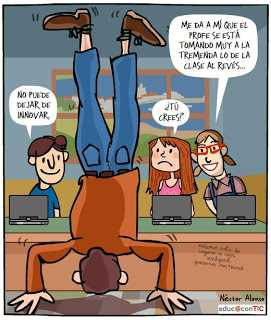 ME DA A MÍ QUE EL
PROFE SE ESTÁ
TOMANDO MUY A LA
TREMENDA LO DE LA
CLASE AL REVÉS...
NO PUEDE
DEJAR DE
INNOVAR.
¿TÚ
CREES?
Néstor Alonso
educ@conTIC